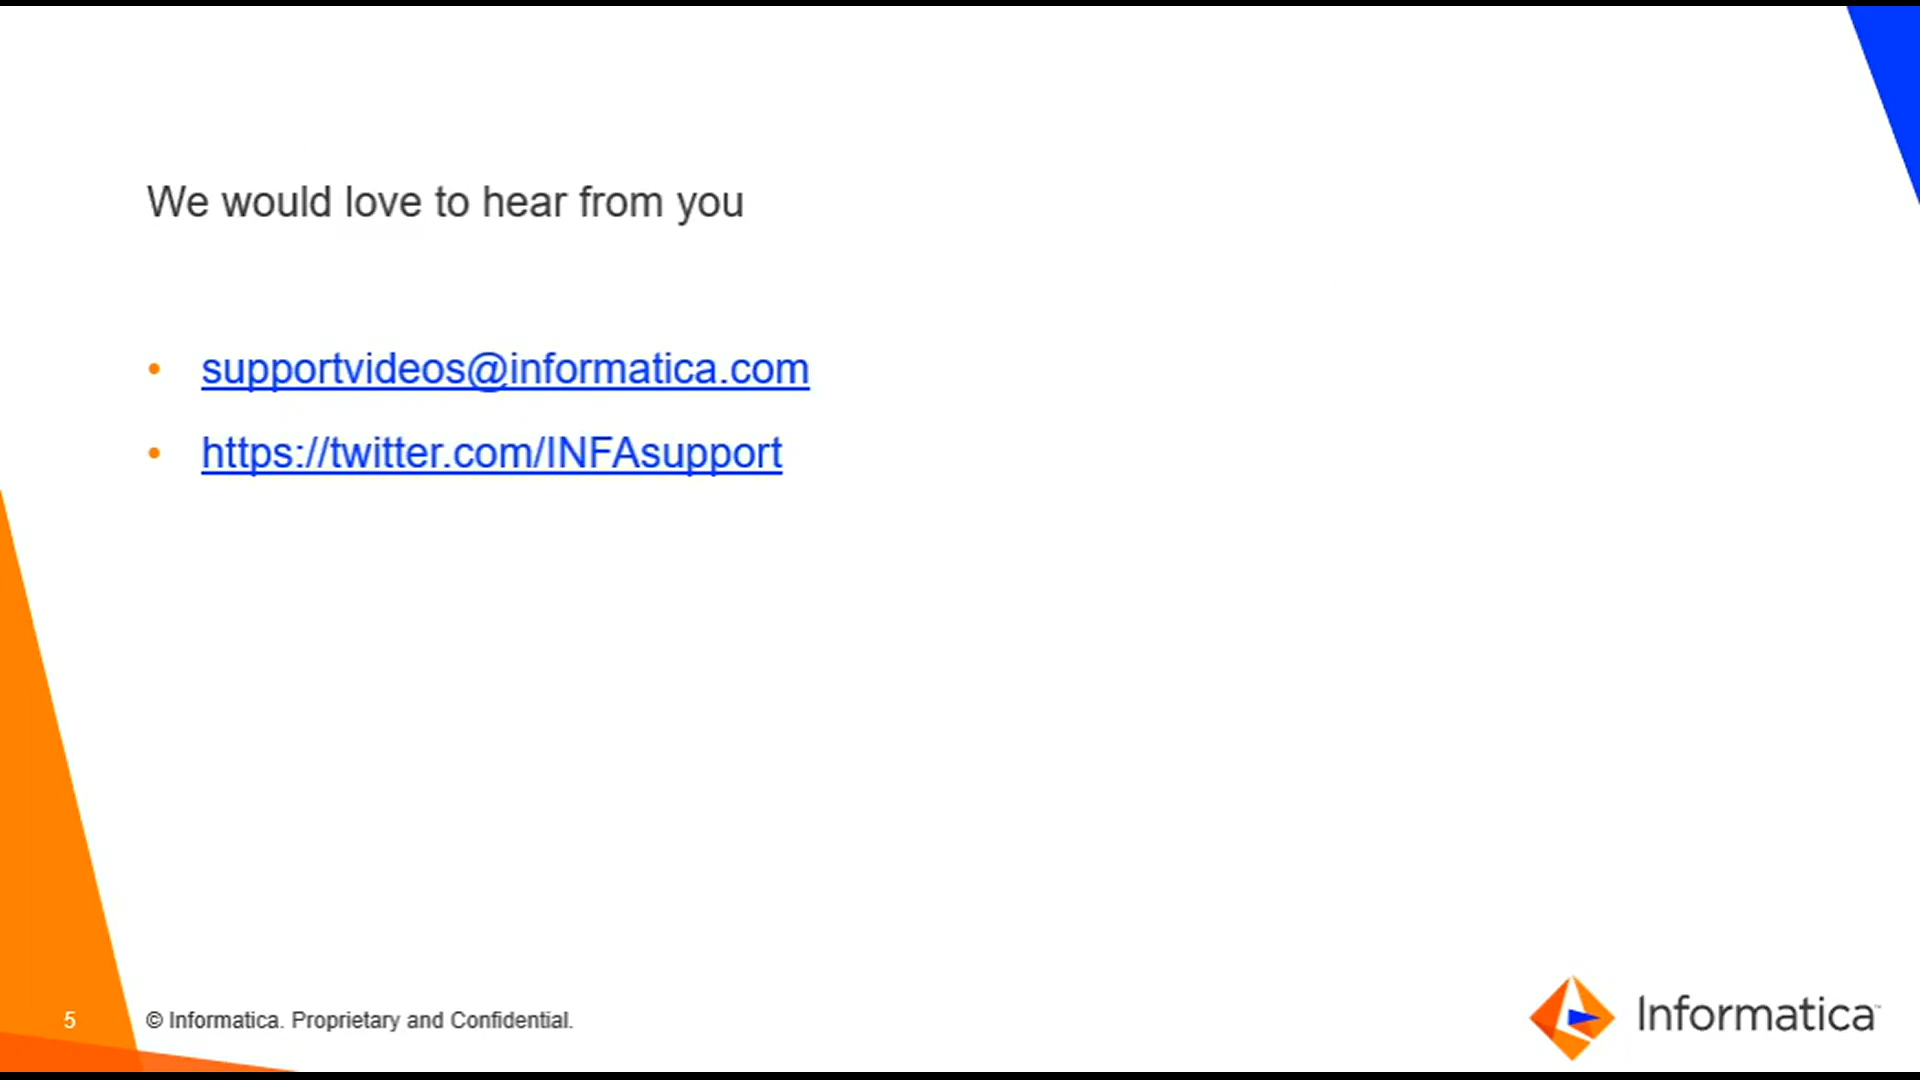 We would love to hear from you
• supportvideos@informatica.com
• https://twitter.com/INFAsupport
5
© Informatica. Proprietary and Confidential.
Informatica™